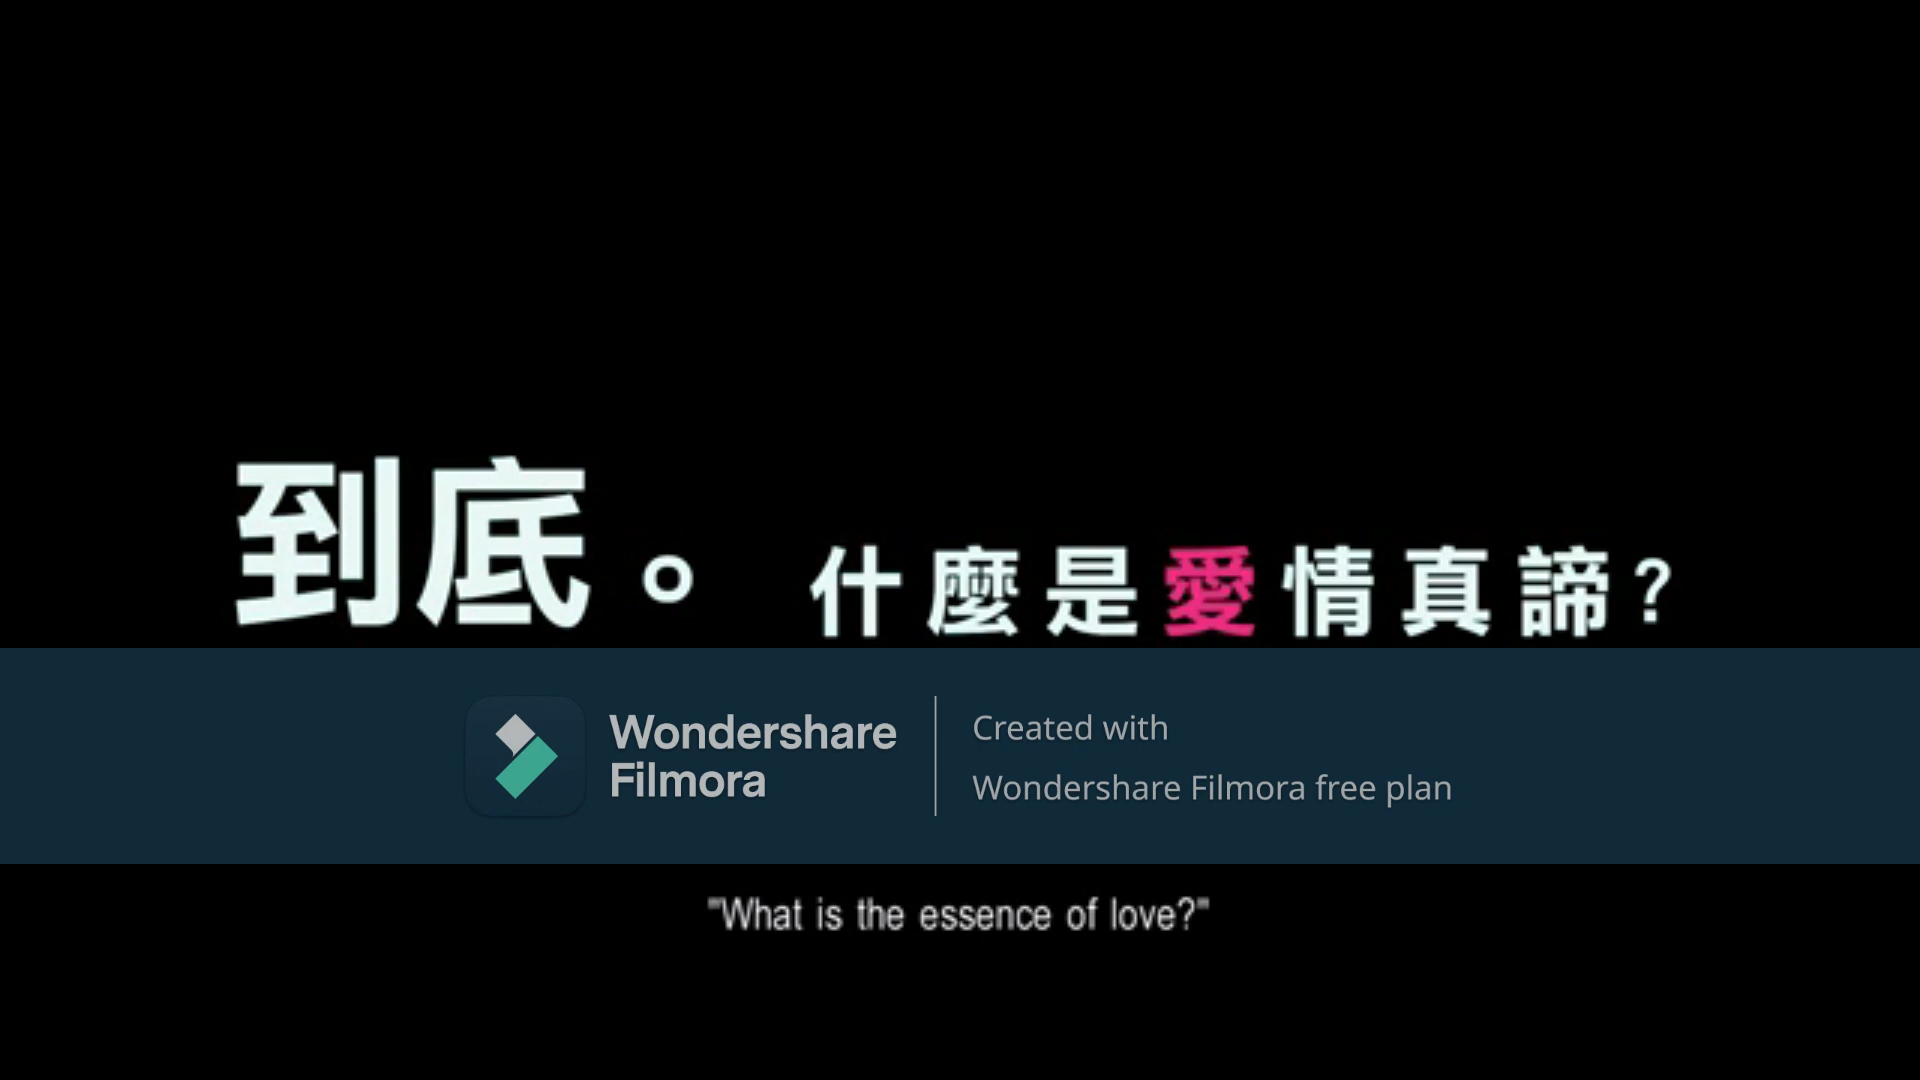 到底。 什麼是愛情真諦?
Wondershare
Filmora
Created with
Wondershare Filmora free plan
"What is the essence of love?"